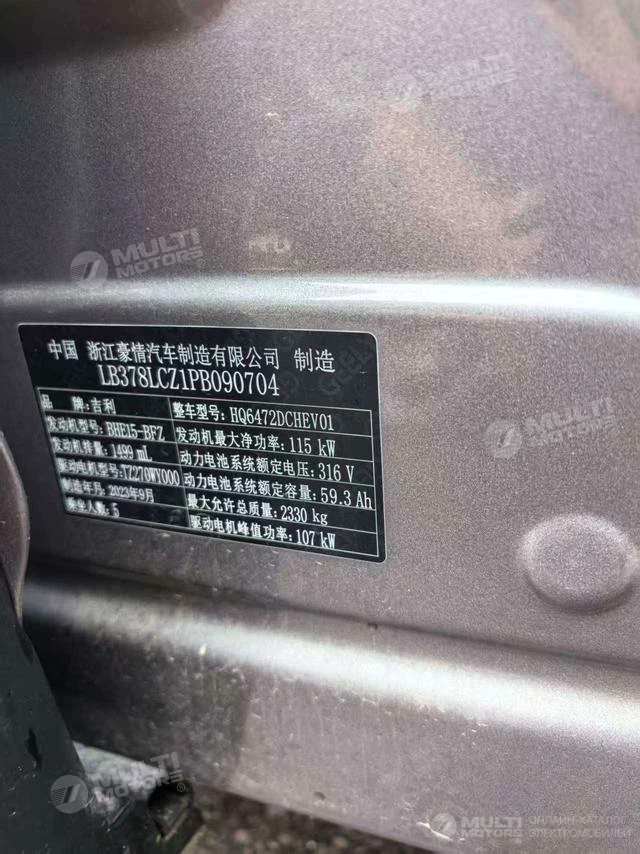 MULTI
MOTORS
MULTI
MOTORS
中国 浙江豪情汽车制造有限公司 制造
LB378LCZ1PB090704
品 牌:吉利 整车型号:HQ6472DCHEV01
发动机型号:BHE15-BFZ 发动机最大净功率:115 kW
发动机排量:1499 mL 动力电池系统额定电压:316 V
驱动电机型号:TZ270WY000 动力电池系统额定容量:59.3 Ah
制造年月:2023年9月 最大允许总质量:2330 kg
乘坐人数:5 驱动电机峰值功率:107 kW
MULTI
MOTORS
MULTI
MOTORS
ОНЛАЙН-КАТАЛОГ
ЭЛЕКТРОМОБИЛЕЙ